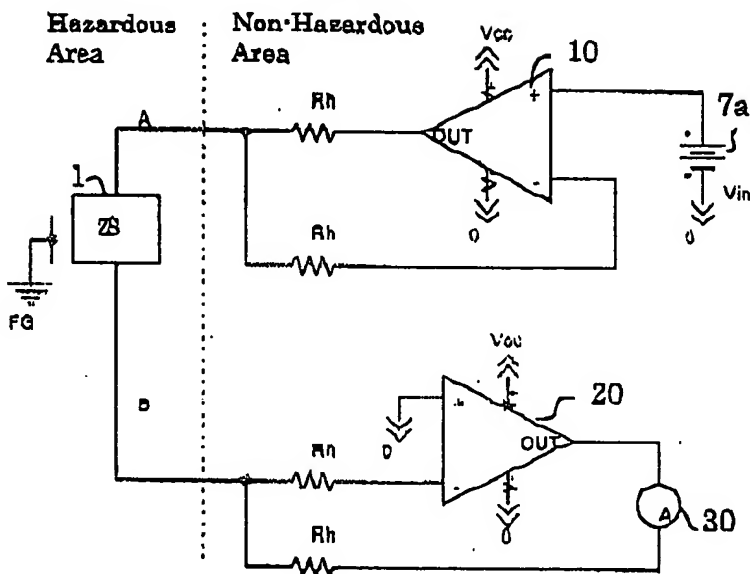 Hazardous Area
Non·Hazardous Area
Vcc
10
Rh
A
OUT
+
-
7a
1
ZS
Vin
0
0
Rh
FG
Vcc
20
B
+
0
OUT
Rh
-
A
30
0
Rh